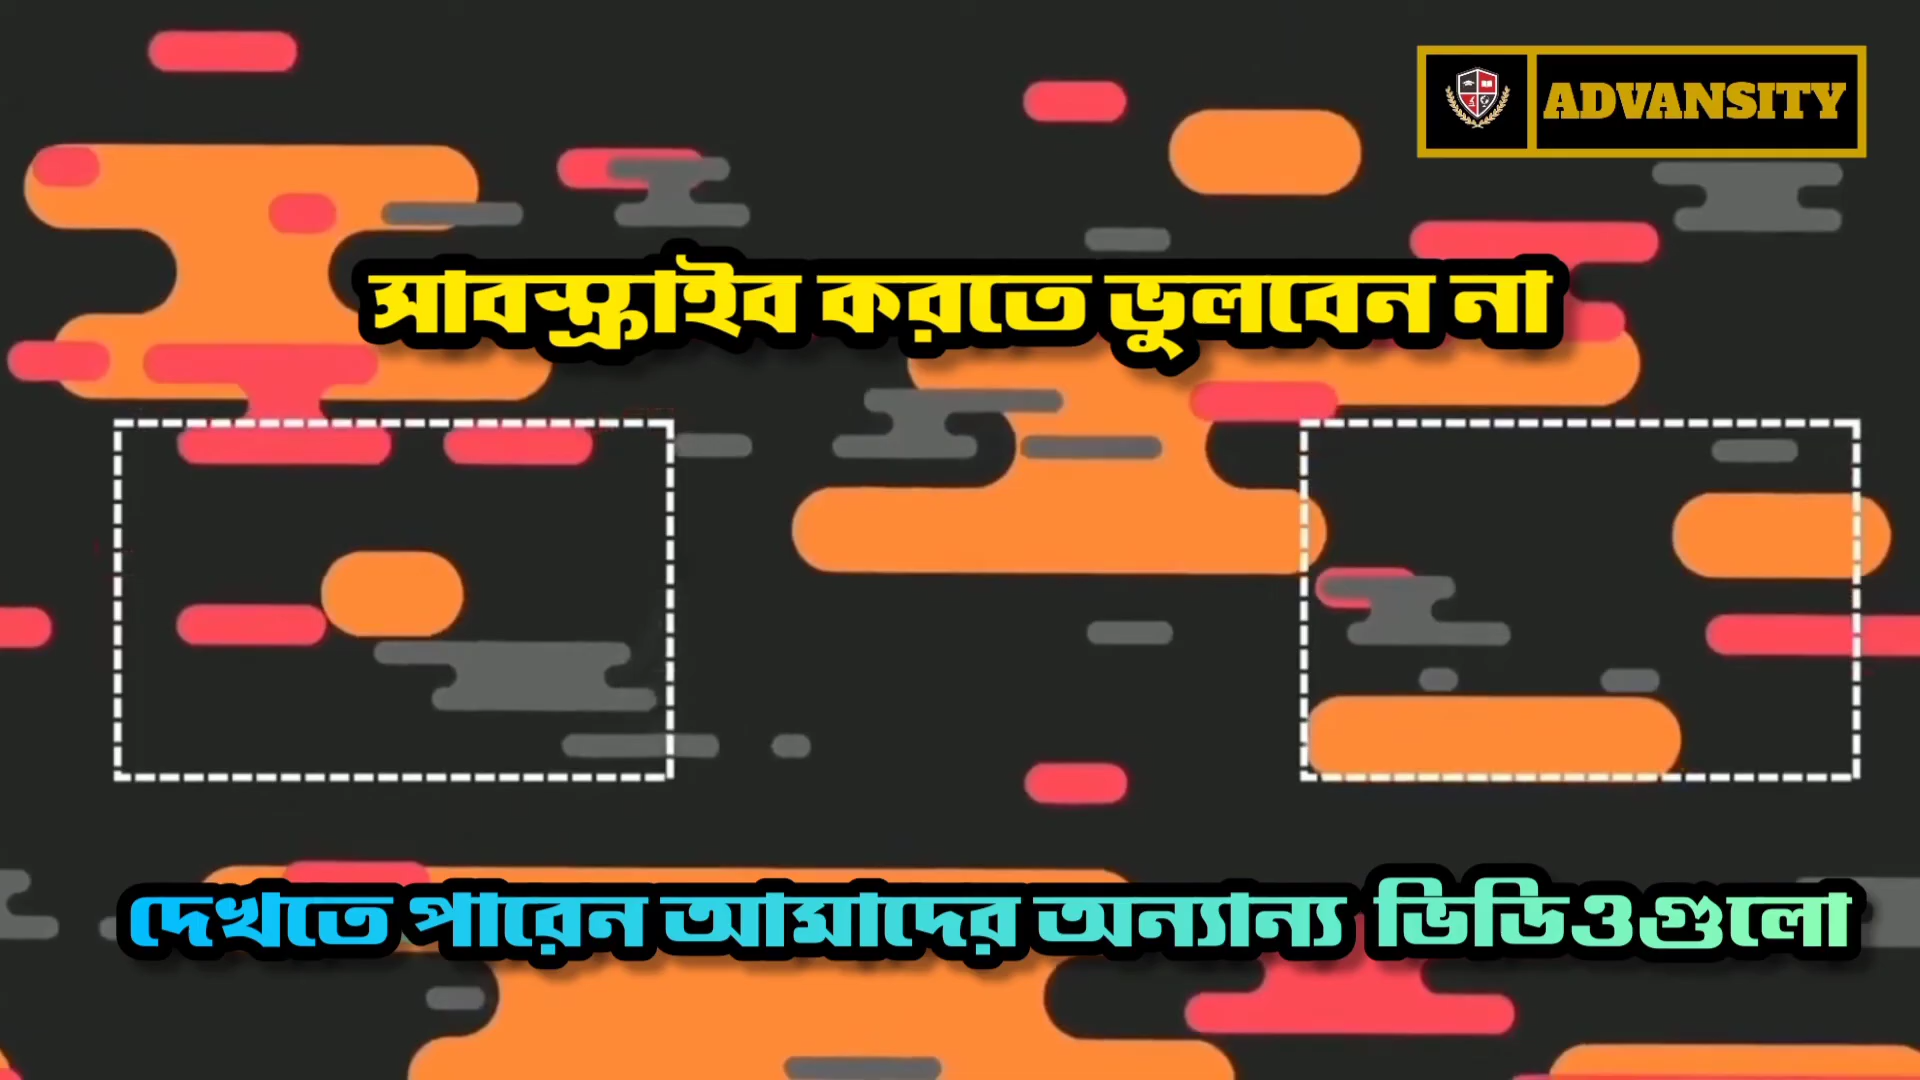 ADVANSITY
সাবস্ক্রাইব করতে ভুলবেন না
দেখতে পারেন আমাদের অন্যান্য ভিডিওগুলো